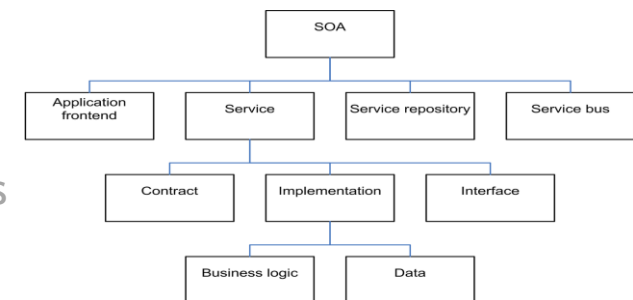 SOA
Application
frontend
Service
Service repository
Service bus
s
Contract
Implementation
Interface
Business logic
Data